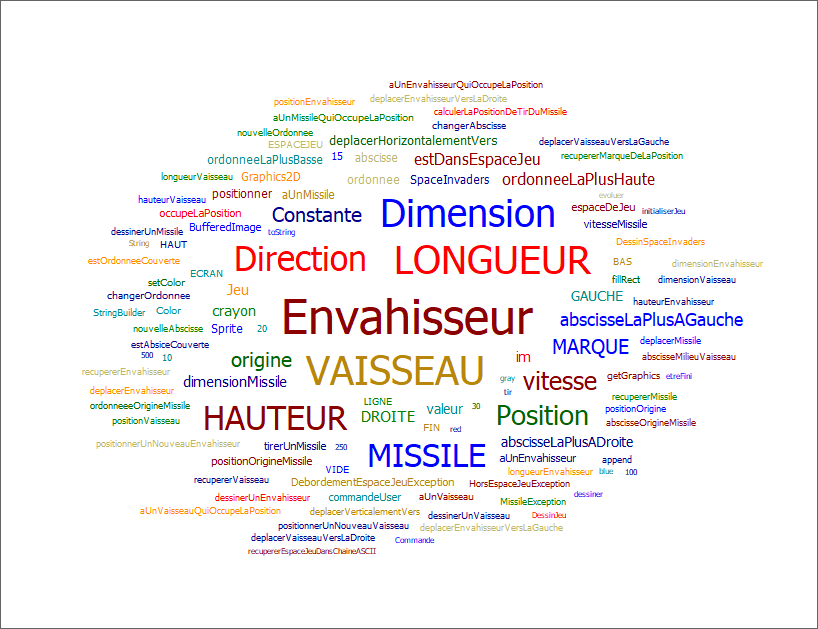 aUnEnvahisseurQuiOccupeLaPosition
positionEnvahisseur deplacerEnvahisseurVersLaDroite
aUnMissileQuiOccupeLaPosition calculerLaPositionDeTirDuMissile
nouvelleOrdonnee changerAbscisse
ESPACEJEU deplacerHorizontalementVers deplacerVaisseauVersLaGauche
ordonneeLaPlusBasse 15 abscisse estDansEspaceJeu recupererMarqueDeLaPosition
longueurVaisseau Graphics2D ordonnee SpaceInvaders ordonneeLaPlusHaute
hauteurVaisseau positionner aUnMissile evoluer
occupeLaPosition Constante Dimension espaceDeJeu initialiserJeu
dessinerUnMissile BufferedImage toString vitesseMissile
String HAUT DessinSpaceInvaders
estOrdonneeCouverte Direction LONGUEUR BAS dimensionEnvahisseur
setColor ECRAN fillRect dimensionVaisseau
changerOrdonnee Jeu GAUCHE hauteurEnvahisseur
StringBuilder Color crayon Envahisseur abscisseLaPlusAGauche
nouvelleAbscisse Sprite 20
estAbsiceCouverte MARQUE deplacerMissile
500 10 origine im abscisseMilieuVaisseau
recupererEnvahisseur VAISSEAU gray vitesse getGraphics etreFini
deplacerEnvahisseur dimensionMissile tir recupererMissile
ordonneeeOrigineMissile HAUTEUR LIGNE valeur 30 positionOrigine
positionVaisseau DROITE Position abscisseOrigineMissile
FIN red
positionnerUnNouveauEnvahisseur tirerUnMissile 250 abscisseLaPlusADroite
positionOrigineMissile MISSILE aUnEnvahisseur append
VIDE longueurEnvahisseur blue 100
recupererVaisseau DebordementEspaceJeuException HorsEspaceJeuException
dessinerUnEnvahisseur commandeUser aUnVaisseau MissileException dessiner
aUnVaisseauQuiOccupeLaPosition deplacerVerticalementVers dessinerUnVaisseau DessinJeu
positionnerUnNouveauVaisseau deplacerEnvahisseurVersLaGauche
deplacerVaisseauVersLaDroite Commande
recupererEspaceJeuDansChaineASCII